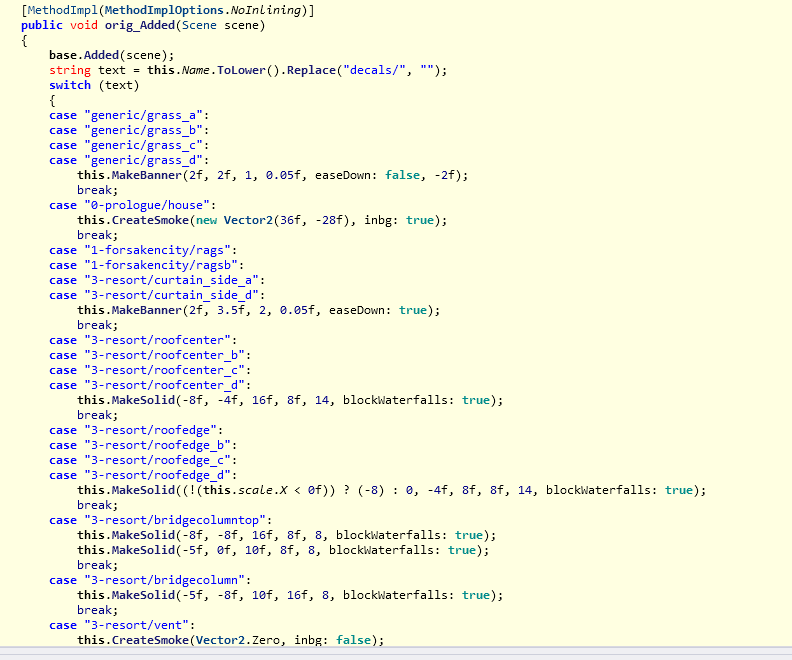 [MethodImpl(MethodImplOptions.NoInlining)]
public void orig_Added(Scene scene)
{
    base.Added(scene);
    string text = this.Name.ToLower().Replace("decals/", "");
    switch (text)
    {
    case "generic/grass_a":
    case "generic/grass_b":
    case "generic/grass_c":
    case "generic/grass_d":
        this.MakeBanner(2f, 2f, 1, 0.05f, easeDown: false, -2f);
        break;
    case "0-prologue/house":
        this.CreateSmoke(new Vector2(36f, -28f), inbg: true);
        break;
    case "1-forsakencity/rags":
    case "1-forsakencity/ragsb":
    case "3-resort/curtain_side_a":
    case "3-resort/curtain_side_d":
        this.MakeBanner(2f, 3.5f, 2, 0.05f, easeDown: true);
        break;
    case "3-resort/roofcenter":
    case "3-resort/roofcenter_b":
    case "3-resort/roofcenter_c":
    case "3-resort/roofcenter_d":
        this.MakeSolid(-8f, -4f, 16f, 8f, 14, blockWaterfalls: true);
        break;
    case "3-resort/roofedge":
    case "3-resort/roofedge_b":
    case "3-resort/roofedge_c":
    case "3-resort/roofedge_d":
        this.MakeSolid((!(this.scale.X < 0f)) ? (-8) : 0, -4f, 8f, 8f, 14, blockWaterfalls: true);
        break;
    case "3-resort/bridgecolumntop":
        this.MakeSolid(-8f, -8f, 16f, 8f, 8, blockWaterfalls: true);
        this.MakeSolid(-5f, 0f, 10f, 8f, 8, blockWaterfalls: true);
        break;
    case "3-resort/bridgecolumn":
        this.MakeSolid(-5f, -8f, 10f, 16f, 8, blockWaterfalls: true);
        break;
    case "3-resort/vent":
        this.CreateSmoke(Vector2.Zero, inbg: false);